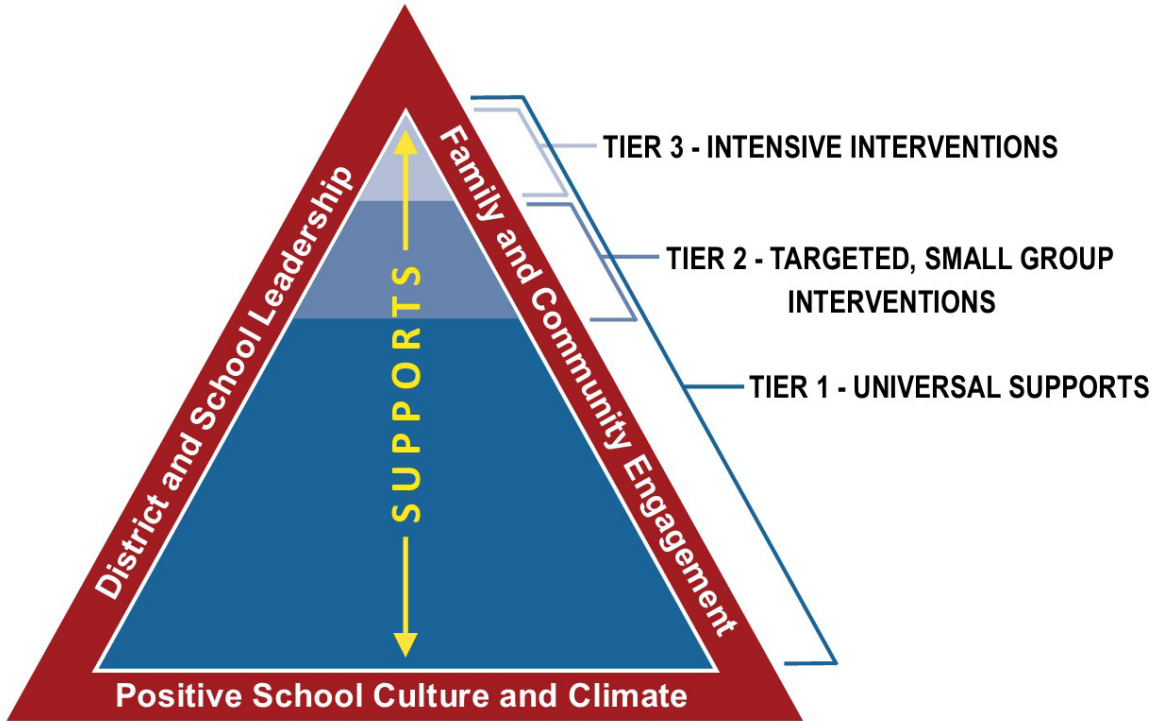 District and School Leadership
Family and Community Engagement
Positive School Culture and Climate
SUPPORTS
TIER 3 - INTENSIVE INTERVENTIONS
TIER 2 - TARGETED, SMALL GROUP
INTERVENTIONS
TIER 1 - UNIVERSAL SUPPORTS